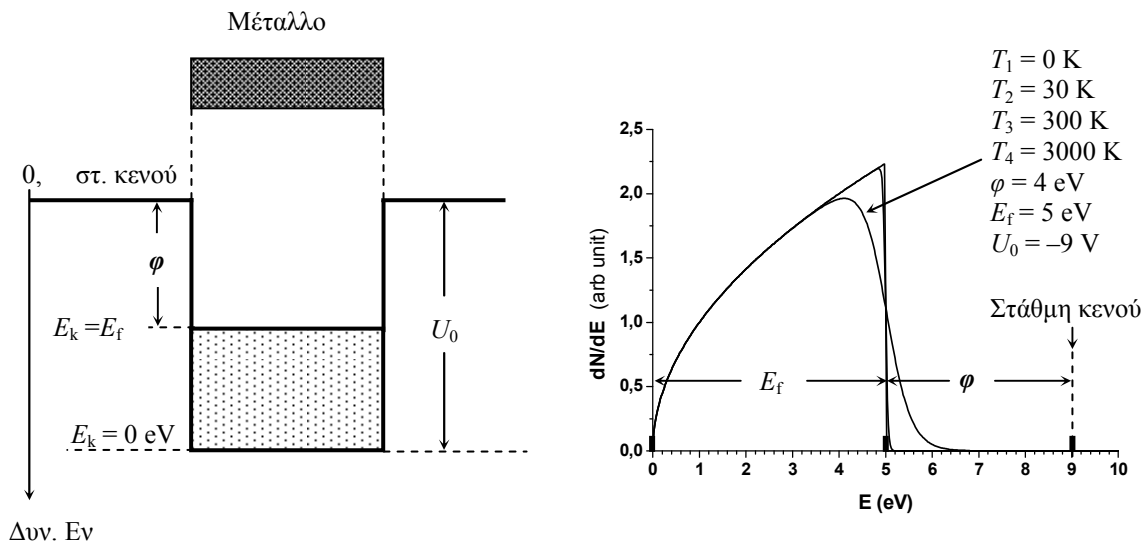 Μέταλλο
0, στ. κενού
φ
E_k =E_f
U_0
E_k = 0 eV
Δυν. Εν
T_1 = 0 K
T_2 = 30 K
T_3 = 300 K
T_4 = 3000 K
φ = 4 eV
E_f = 5 eV
U_0 = –9 V
Στάθμη κενού
dN/dE (arb unit)
2,5
2,0
1,5
1,0
0,5
0,0
E_f
φ
0 1 2 3 4 5 6 7 8 9 10
E (eV)